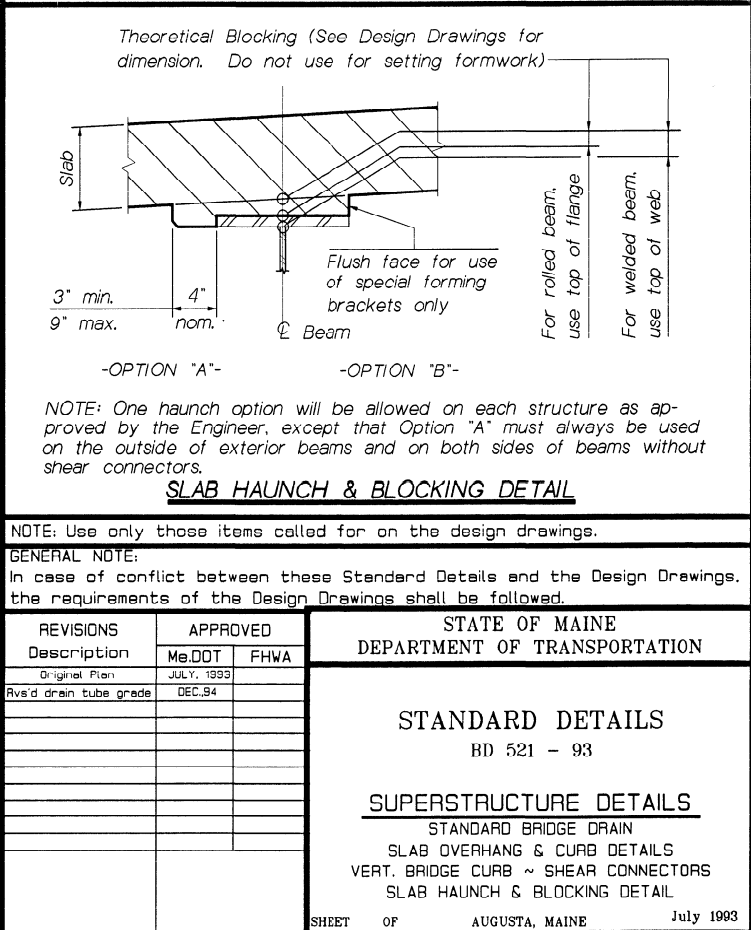 Theoretical Blocking (See Design Drawings for
dimension. Do not use for setting formwork)
Slab
3" min.
9" max.
4"
nom.
Flush face for use
of special forming
brackets only
℄ Beam
For rolled beam,
use top of flange
For welded beam,
use top of web
-OPTION "A"-
-OPTION "B"-
NOTE: One haunch option will be allowed on each structure as ap-
proved by the Engineer, except that Option "A" must always be used
on the outside of exterior beams and on both sides of beams without
shear connectors.
SLAB HAUNCH & BLOCKING DETAIL
NOTE: Use only those items called for on the design drawings.
GENERAL NOTE:
In case of conflict between these Standard Details and the Design Drawings,
the requirements of the Design Drawings shall be followed.
REVISIONS
APPROVED
Description
Me.DOT
FHWA
Original Plan
JULY, 1993
Rvs'd drain tube grade
DEC.,94
STATE OF MAINE
DEPARTMENT OF TRANSPORTATION
STANDARD DETAILS
BD 521 - 93
SUPERSTRUCTURE DETAILS
STANDARD BRIDGE DRAIN
SLAB OVERHANG & CURB DETAILS
VERT. BRIDGE CURB ~ SHEAR CONNECTORS
SLAB HAUNCH & BLOCKING DETAIL
SHEET OF AUGUSTA, MAINE July 1993